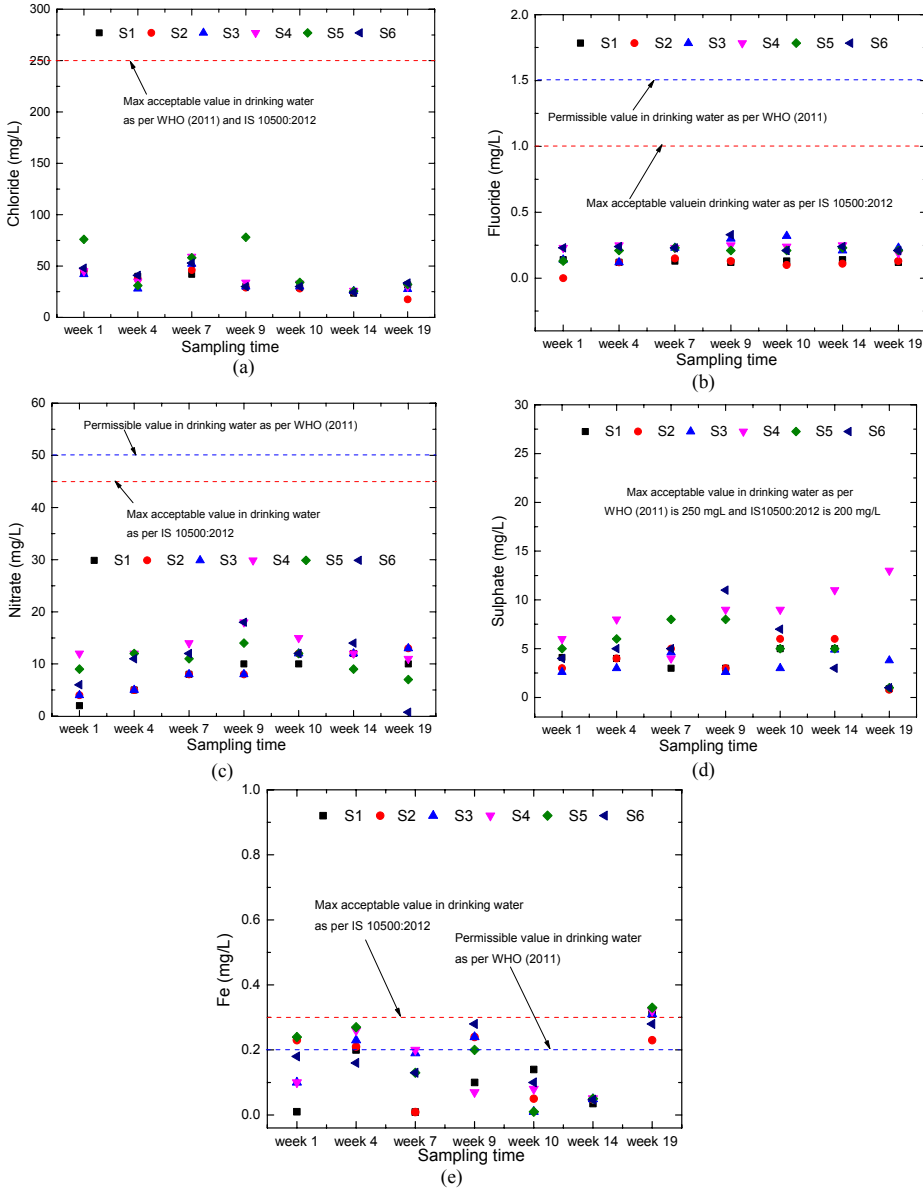 (a)
300
250
200
150
100
50
0
Chloride (mg/L)
S1 S2 S3 S4 S5 S6
Max acceptable value in drinking water
as per WHO (2011) and IS 10500:2012
week 1 week 4 week 7 week 9 week 10 week 14 week 19
Sampling time
(a)
2.0
1.5
1.0
0.5
0.0
Fluoride (mg/L)
S1 S2 S3 S4 S5 S6
Permissible value in drinking water as per WHO (2011)
Max acceptable valuein drinking water as per IS 10500:2012
week 1 week 4 week 7 week 9 week 10 week 14 week 19
Sampling time
(b)
60
50
40
30
20
10
0
Nitrate (mg/L)
Permissible value in drinking water as per WHO (2011)
Max acceptable value in drinking water
as per IS 10500:2012
S1 S2 S3 S4 S5 S6
week 1 week 4 week 7 week 9 week 10 week 14 week 19
Sampling time
(c)
30
25
20
15
10
5
0
Sulphate (mg/L)
S1 S2 S3 S4 S5 S6
Max acceptable value in drinking water as per
WHO (2011) is 250 mgL and IS10500:2012 is 200 mg/L
week 1 week 4 week 7 week 9 week 10 week 14 week 19
Sampling time
(d)
1.0
0.8
0.6
0.4
0.2
0.0
Fe (mg/L)
S1 S2 S3 S4 S5 S6
Max acceptable value in drinking water
as per IS 10500:2012
Permissible value in drinking water
as per WHO (2011)
week 1 week 4 week 7 week 9 week 10 week 14 week 19
Sampling time
(e)